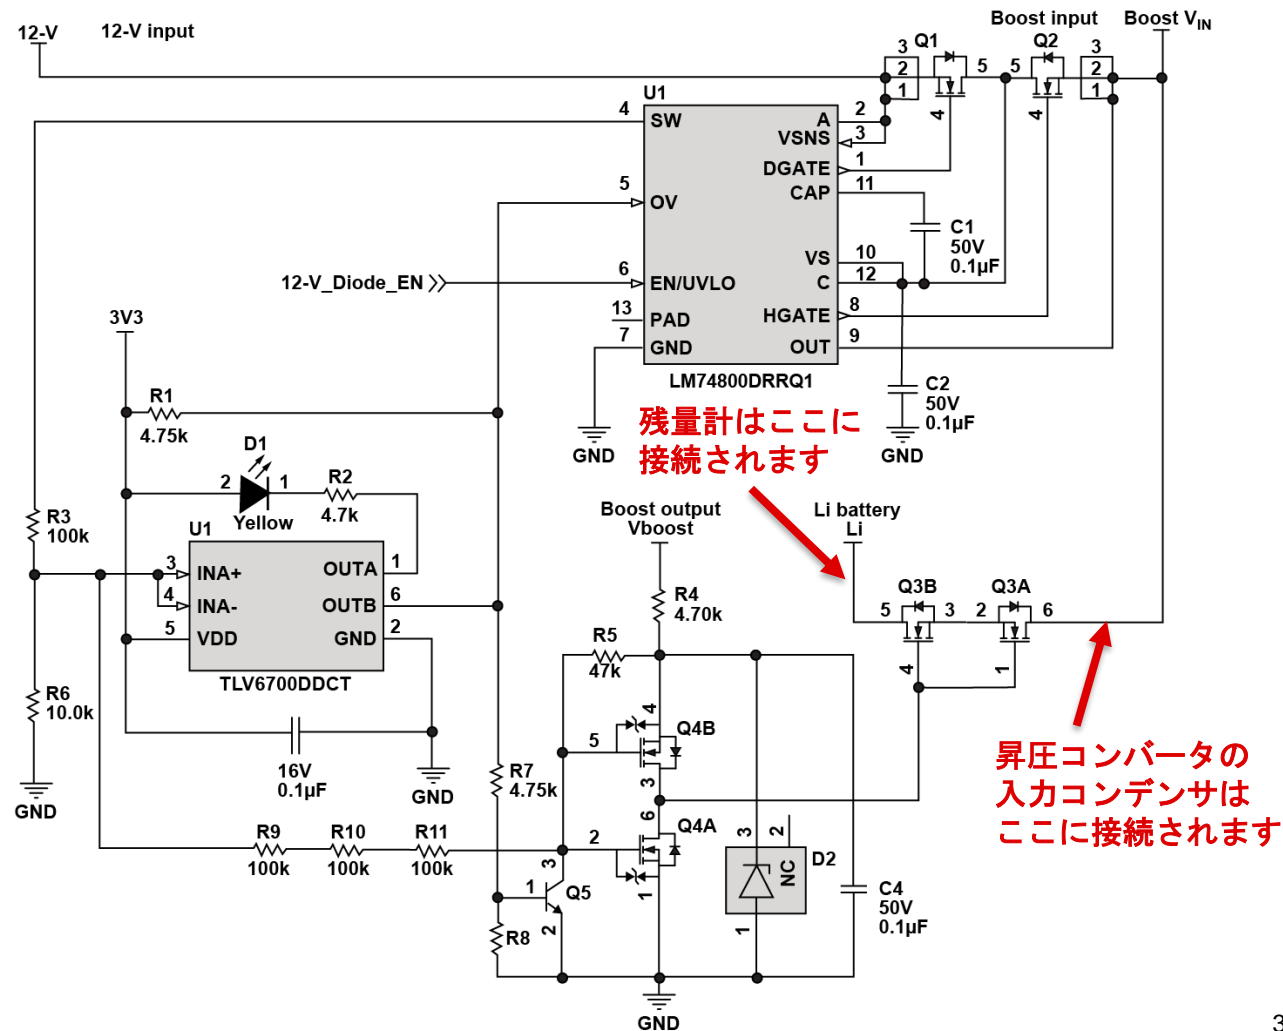 12-V
12-V input
Boost input
Boost VIN
Q1
Q2
3
2
1
5
5
3
2
1
4
4
U1
4
SW
A
2
VSNS
3
DGATE
1
5
OV
CAP
11
C1
50V
0.1µF
VS
10
12-V_Diode_EN
6
EN/UVLO
C
12
13
PAD
HGATE
8
7
GND
OUT
9
LM74800DRRQ1
3V3
R1
4.75k
C2
50V
0.1µF
GND
GND
残量計はここに
接続されます
D1
2
1
R2
4.7k
Yellow
R3
100k
U1
3
INA+
OUTA
1
4
INA-
OUTB
6
5
VDD
GND
2
TLV6700DDCT
R6
10.0k
16V
0.1µF
GND
GND
Boost output
Vboost
Li battery
Li
R4
4.70k
Q3B
Q3A
5
3
2
6
4
1
R5
47k
4
Q4B
5
3
R7
4.75k
6
Q4A
2
1
昇圧コンバータの
入力コンデンサは
ここに接続されます
R9
100k
R10
100k
R11
100k
3
1
Q5
2
R8
3
2
NC
D2
1
C4
50V
0.1µF
GND
3